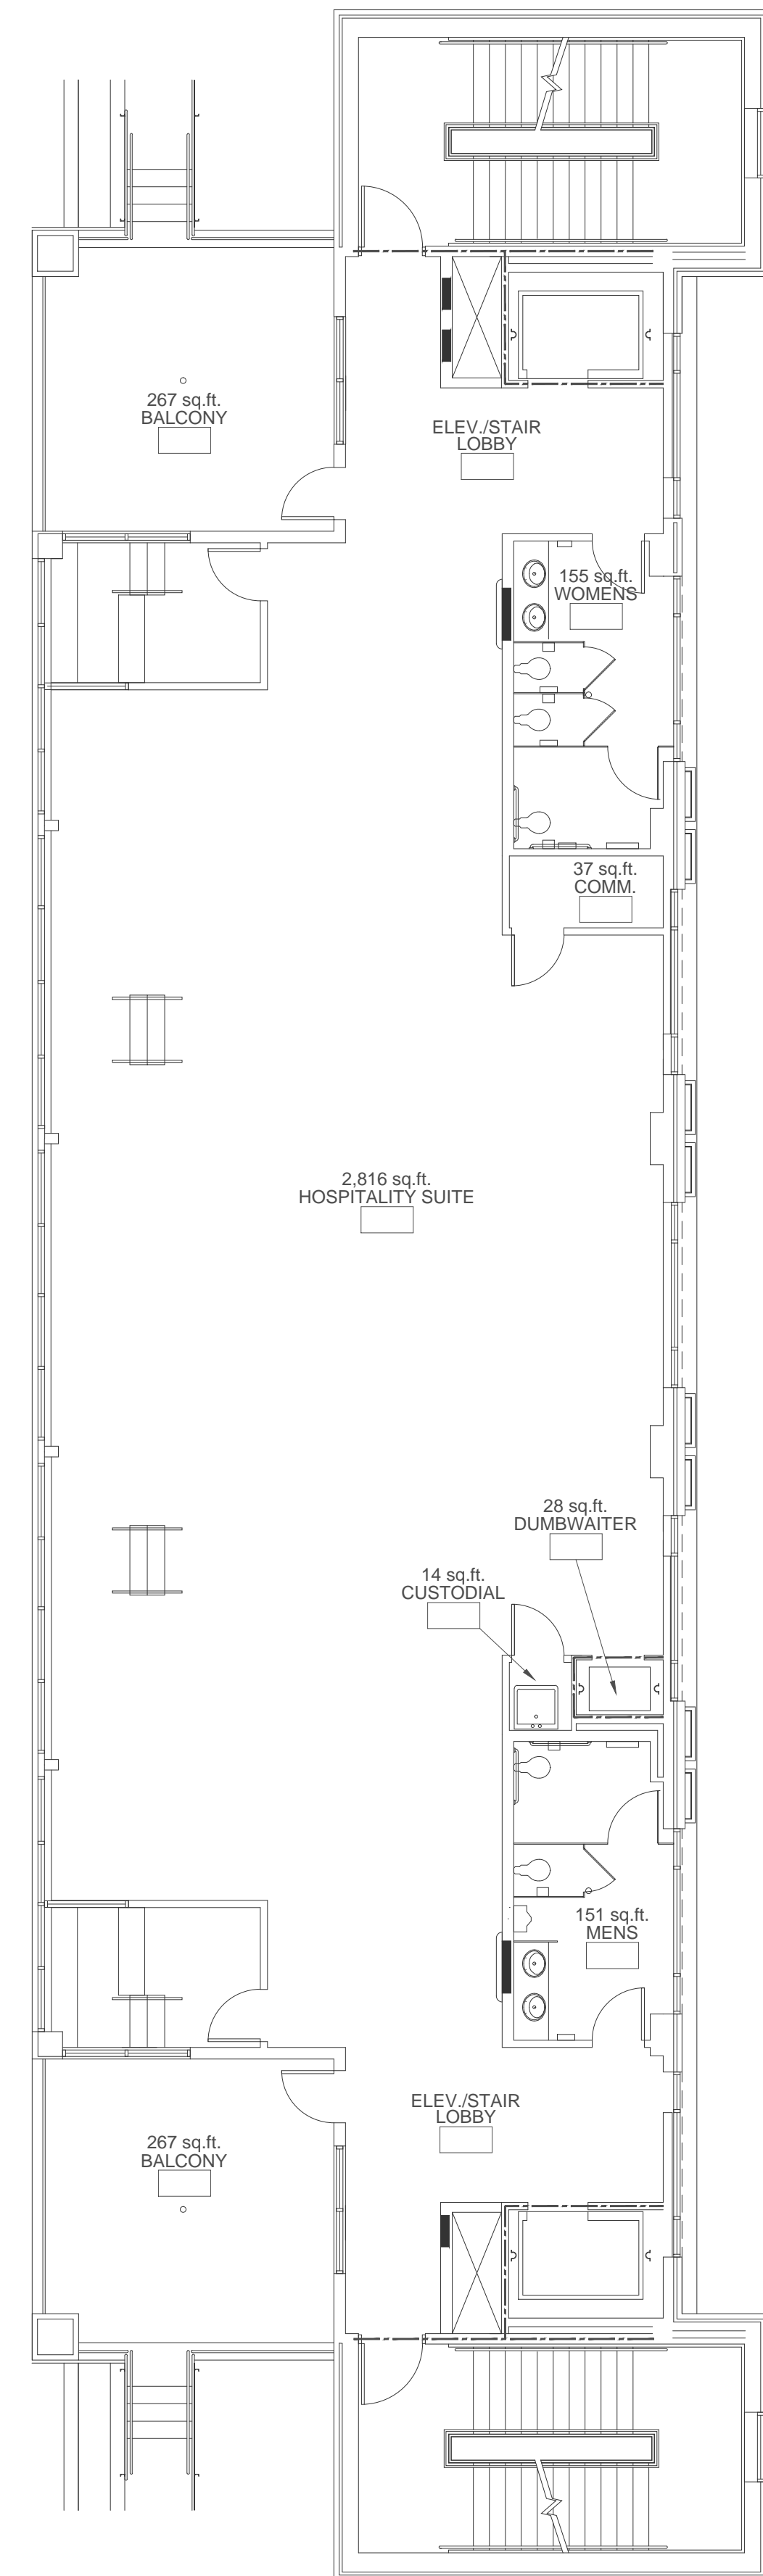 267 sq.ft.
BALCONY
ELEV./STAIR
LOBBY
155 sq.ft.
WOMENS
37 sq.ft.
COMM.
2,816 sq.ft.
HOSPITALITY SUITE
28 sq.ft.
DUMBWAITER
14 sq.ft.
CUSTODIAL
151 sq.ft.
MENS
ELEV./STAIR
LOBBY
267 sq.ft.
BALCONY